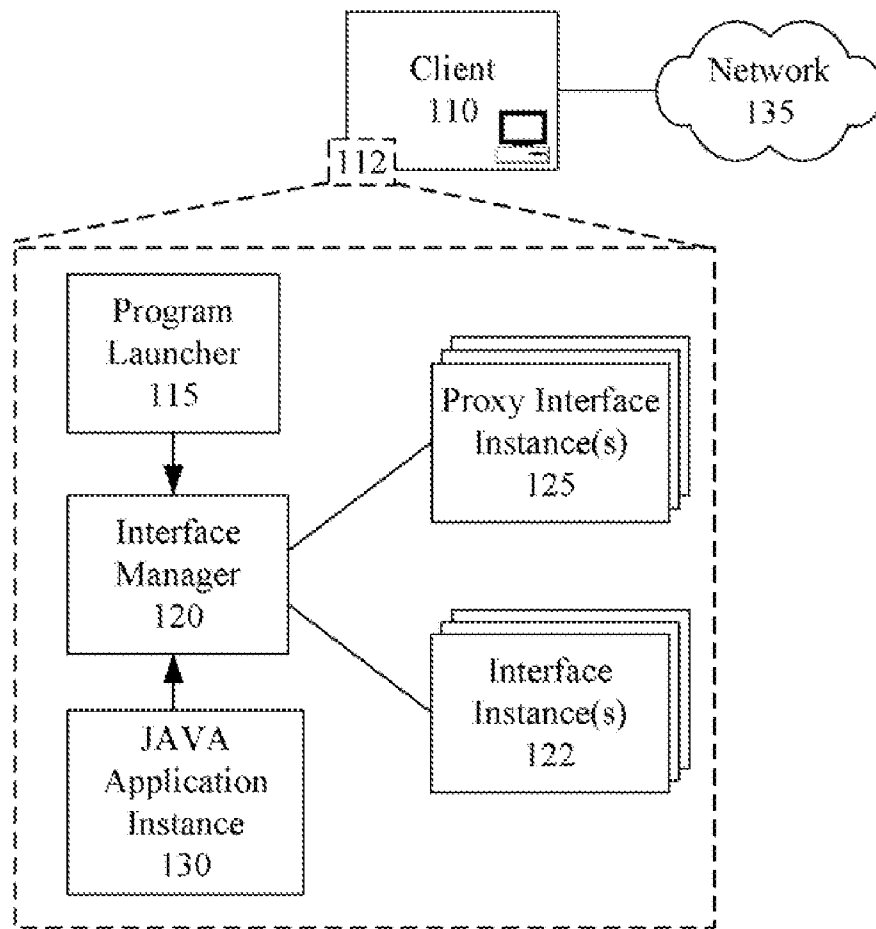 Client
110
Network
135
112
Program
Launcher
115
Proxy Interface
Instance(s)
125
Interface
Manager
120
Interface
Instance(s)
122
JAVA
Application
Instance
130